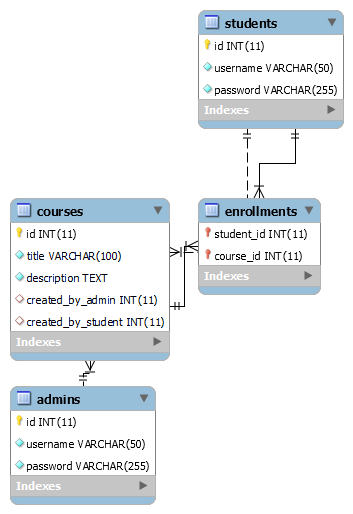 students
id INT(11)
username VARCHAR(50)
password VARCHAR(255)
Indexes
courses
id INT(11)
title VARCHAR(100)
description TEXT
created_by_admin INT(11)
created_by_student INT(11)
Indexes
enrollments
student_id INT(11)
course_id INT(11)
Indexes
admins
id INT(11)
username VARCHAR(50)
password VARCHAR(255)
Indexes